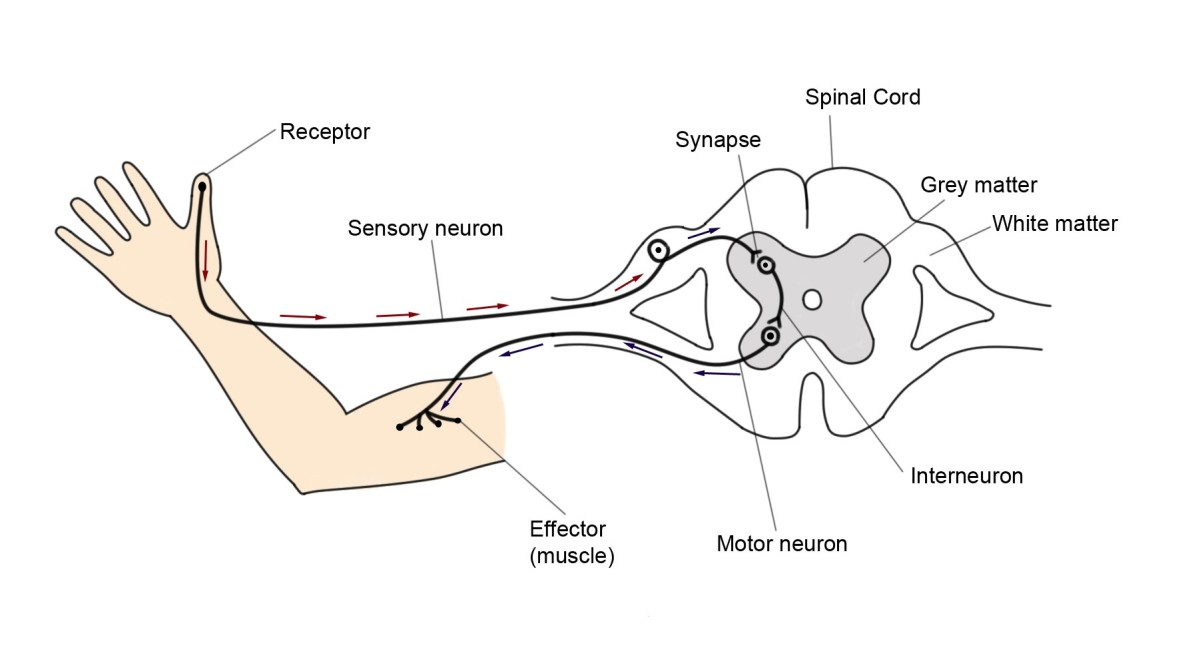 Spinal Cord
Receptor
Synapse
Grey matter
White matter
Sensory neuron
Interneuron
Effector
(muscle)
Motor neuron